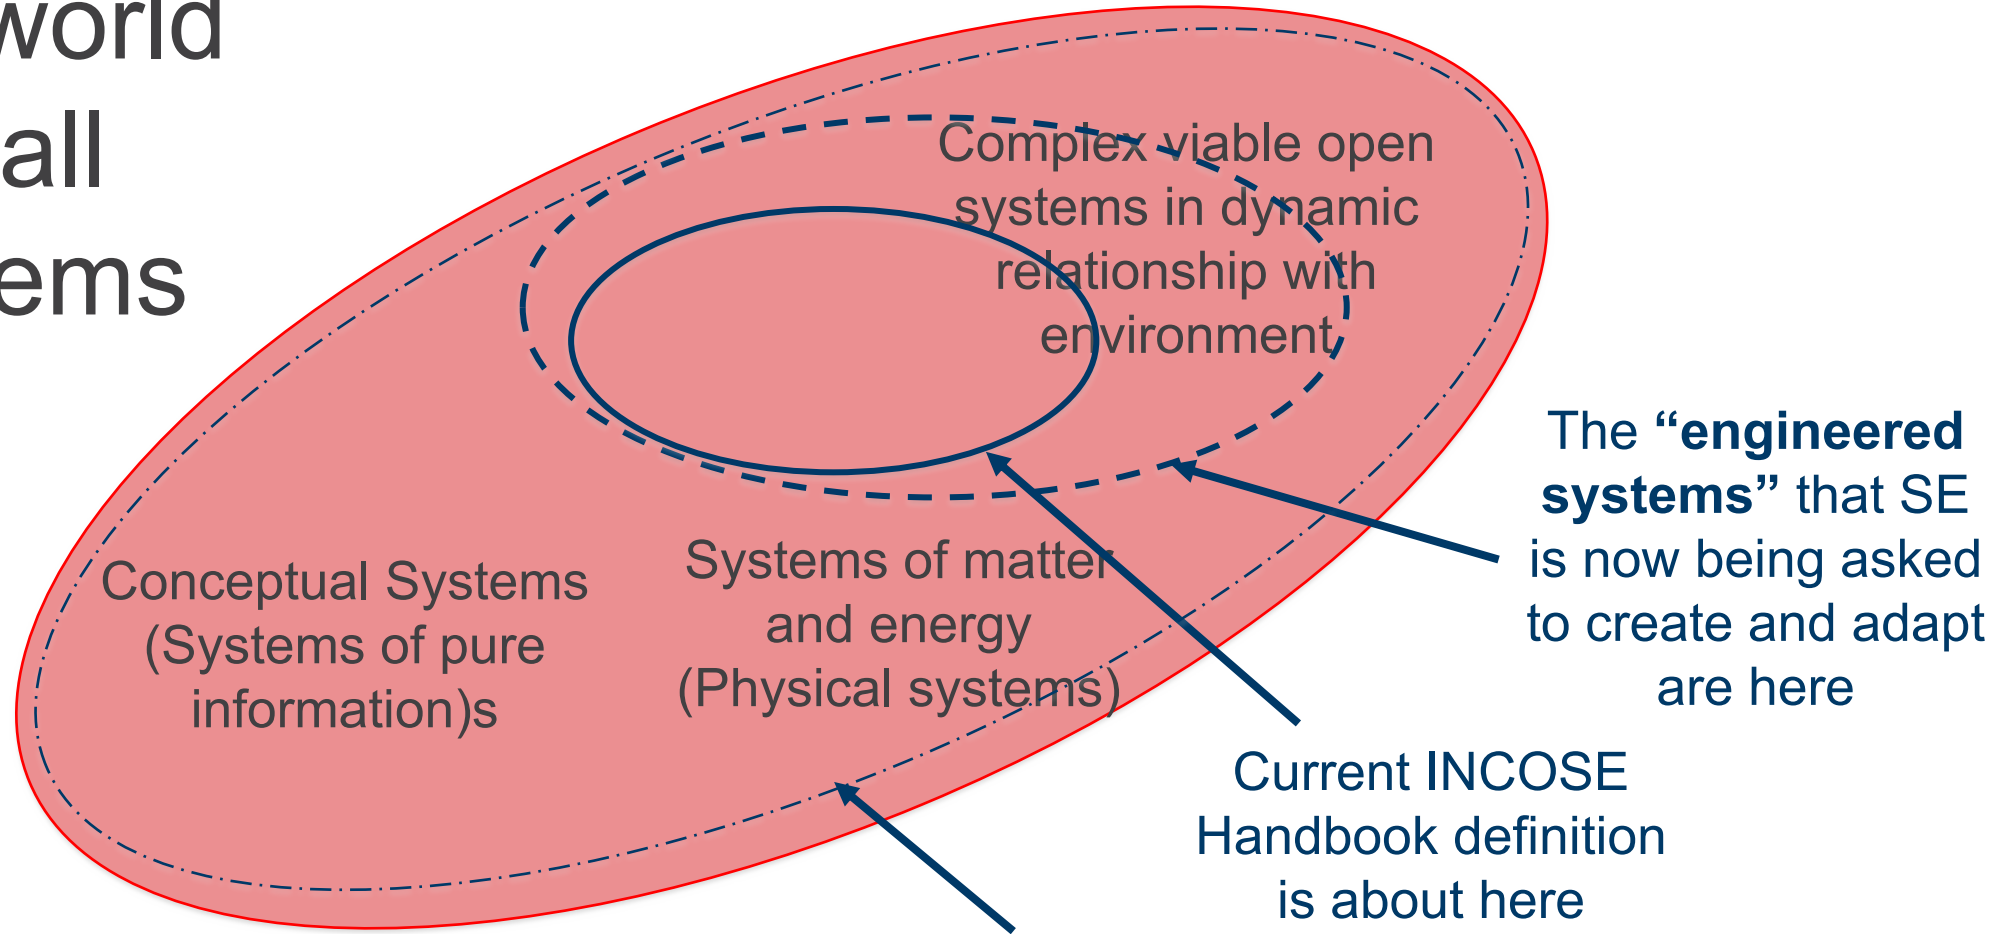 world
all
ems
Complex viable open
systems in dynamic
relationship with
environment
The “engineered
systems” that SE
is now being asked
to create and adapt
are here
Conceptual Systems
(Systems of pure
information)s
Systems of matter
and energy
(Physical systems)
Current INCOSE
Handbook definition
is about here